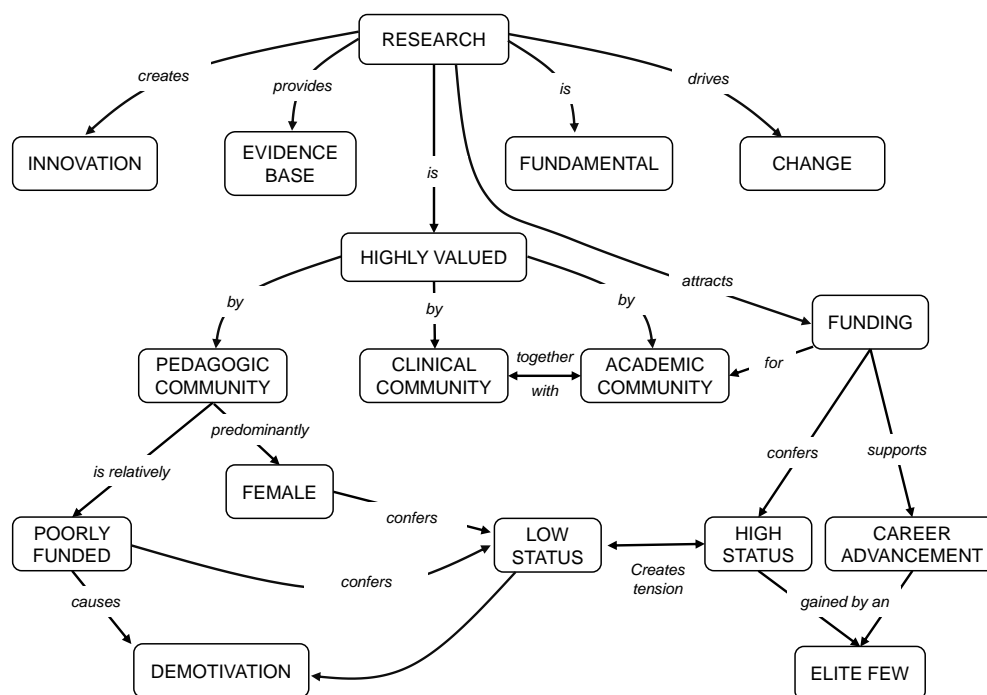 RESEARCH
creates
provides
is
drives
INNOVATION
EVIDENCE
BASE
FUNDAMENTAL
CHANGE
is
HIGHLY VALUED
attracts
by
by
by
FUNDING
PEDAGOGIC
COMMUNITY
CLINICAL
COMMUNITY
together
with
ACADEMIC
COMMUNITY
for
predominantly
is relatively
confers
supports
FEMALE
confers
POORLY
FUNDED
LOW
STATUS
HIGH
STATUS
CAREER
ADVANCEMENT
confers
Creates
tension
causes
gained by an
DEMOTIVATION
ELITE FEW